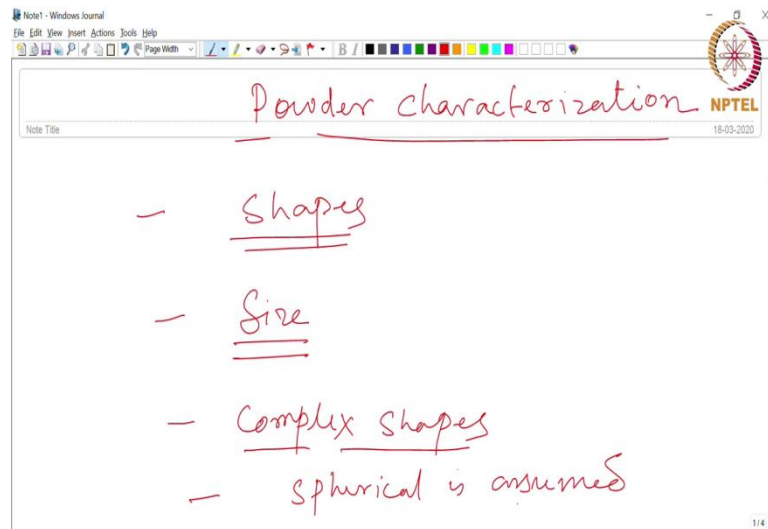 Note1 - Windows Journal
File Edit View Insert Actions Tools Help
Page Width
B I
Powder characterization
NPTEL
Note Title
18-03-2020
- Shapes
- Size
- Complex shapes
- spherical is assumed
1/4